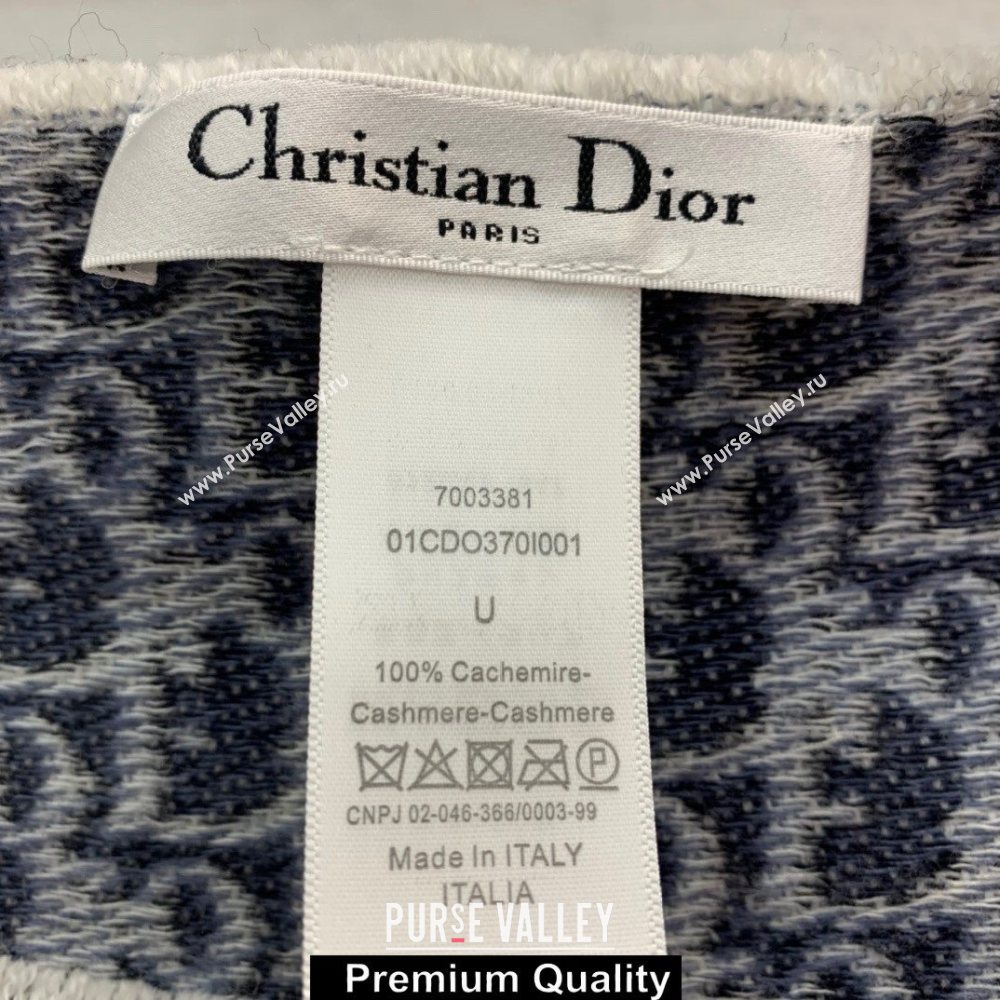 Christian Dior
PARIS
www.PurseValley.ru
www.PurseValley.ru
7003381
01CDO370I001
U
100% Cachemire-
Cashmere-Cashmere
P
CNPJ 02-046-366/0003-99
Made In ITALY
ITALIA
PURSE VALLEY
Premium Quality